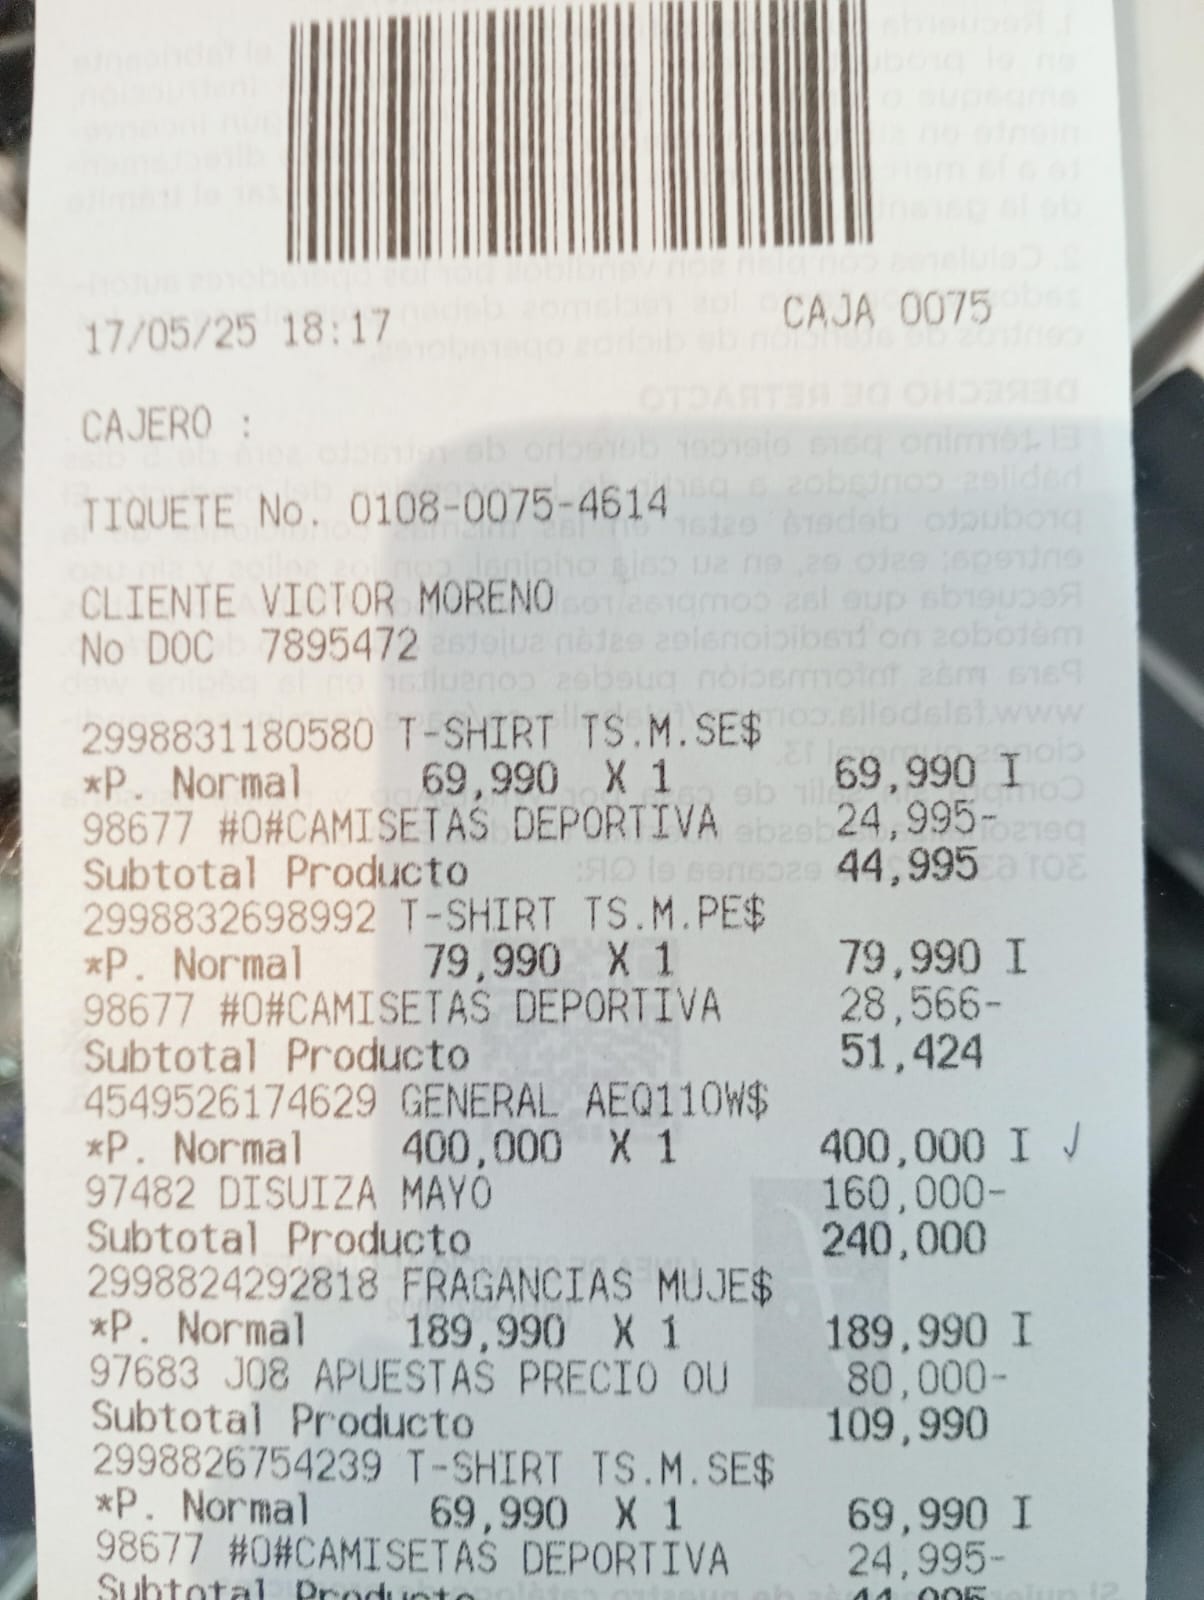 17/05/25 18:17 CAJA 0075
CAJERO :
TIQUETE No. 0108-0075-4614
CLIENTE VICTOR MORENO
No DOC 7895472
2998831180580 T-SHIRT TS.M.SE$
*P. Normal 69,990 X 1 69,990 I
98677 #O#CAMISETAS DEPORTIVA 24,995-
Subtotal Producto 44,995
2998832698992 T-SHIRT TS.M.PE$
*P. Normal 79,990 X 1 79,990 I
98677 #O#CAMISETAS DEPORTIVA 28,566-
Subtotal Producto 51,424
4549526174629 GENERAL AEQ110W$
*P. Normal 400,000 X 1 400,000 I
97482 DISUIZA MAYO 160,000-
Subtotal Producto 240,000
2998824292818 FRAGANCIAS MUJE$
*P. Normal 189,990 X 1 189,990 I
97683 J08 APUESTAS PRECIO OU 80,000-
Subtotal Producto 109,990
2998826754239 T-SHIRT TS.M.SE$
*P. Normal 69,990 X 1 69,990 I
98677 #O#CAMISETAS DEPORTIVA 24,995-
Subtotal Producto 44,995